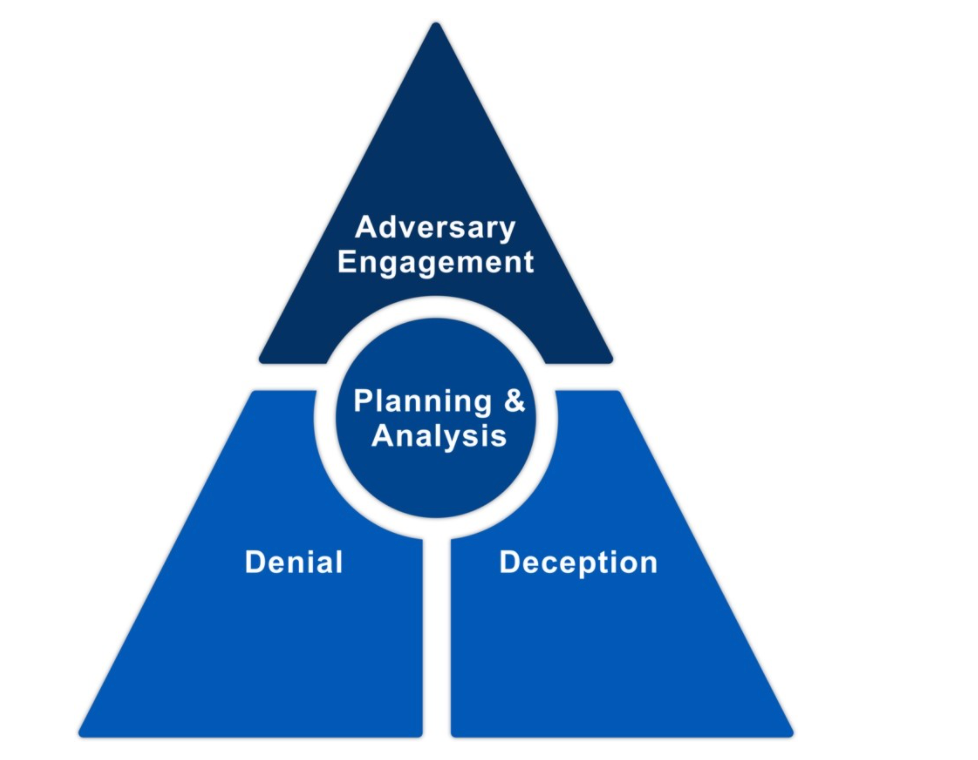 Adversary
Engagement
Planning &
Analysis
Denial
Deception